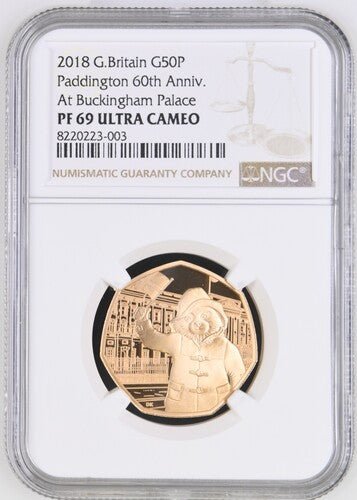 2018 G.Britain G50P
Paddington 60th Anniv.
At Buckingham Palace
PF 69 ULTRA CAMEO
8220223-003
NUMISMATIC GUARANTY COMPANY
NGC®